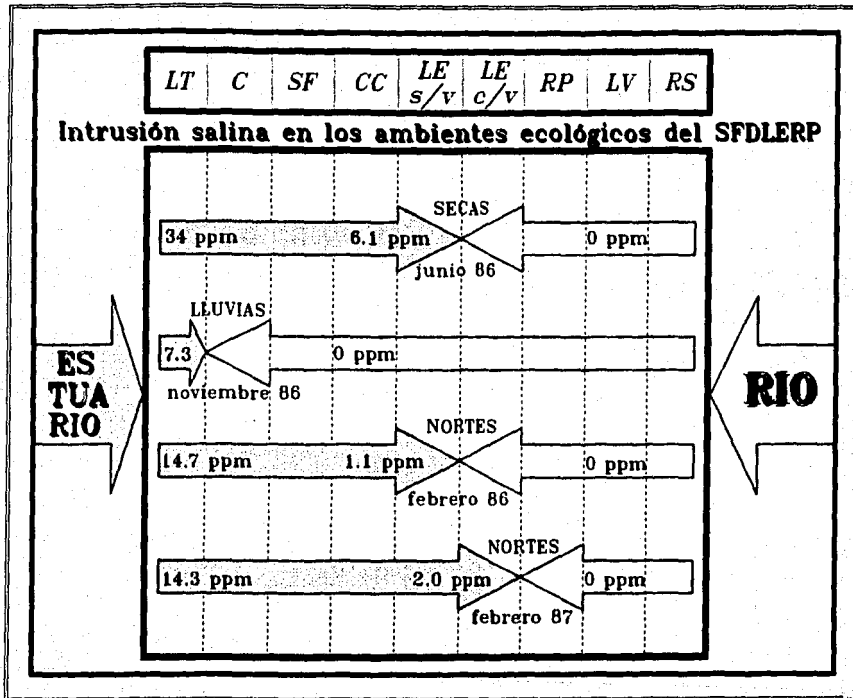 LT C SF CC LE s/v LE c/v RP LV RS
Intrusión salina en los ambientes ecológicos del SFDLERP
SECAS
34 ppm 6.1 ppm 0 ppm
junio 86
LLUVIAS
7.3 0 ppm
noviembre 86
ES
TUA
RIO
RIO
NORTES
14.7 ppm 1.1 ppm 0 ppm
febrero 86
NORTES
14.3 ppm 2.0 ppm 0 ppm
febrero 87